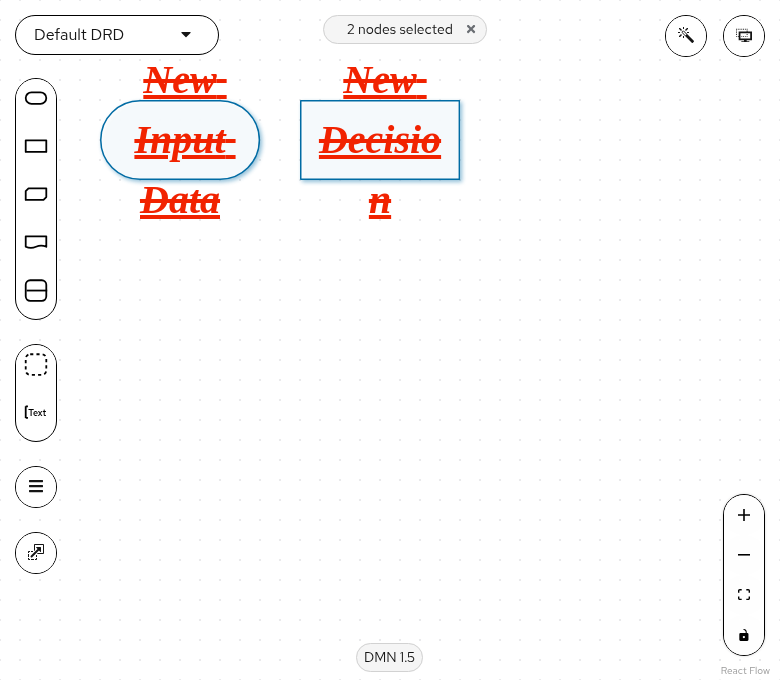 Default DRD
2 nodes selected
New
Input
Data
New
Decisio
n
Text
DMN 1.5
React Flow